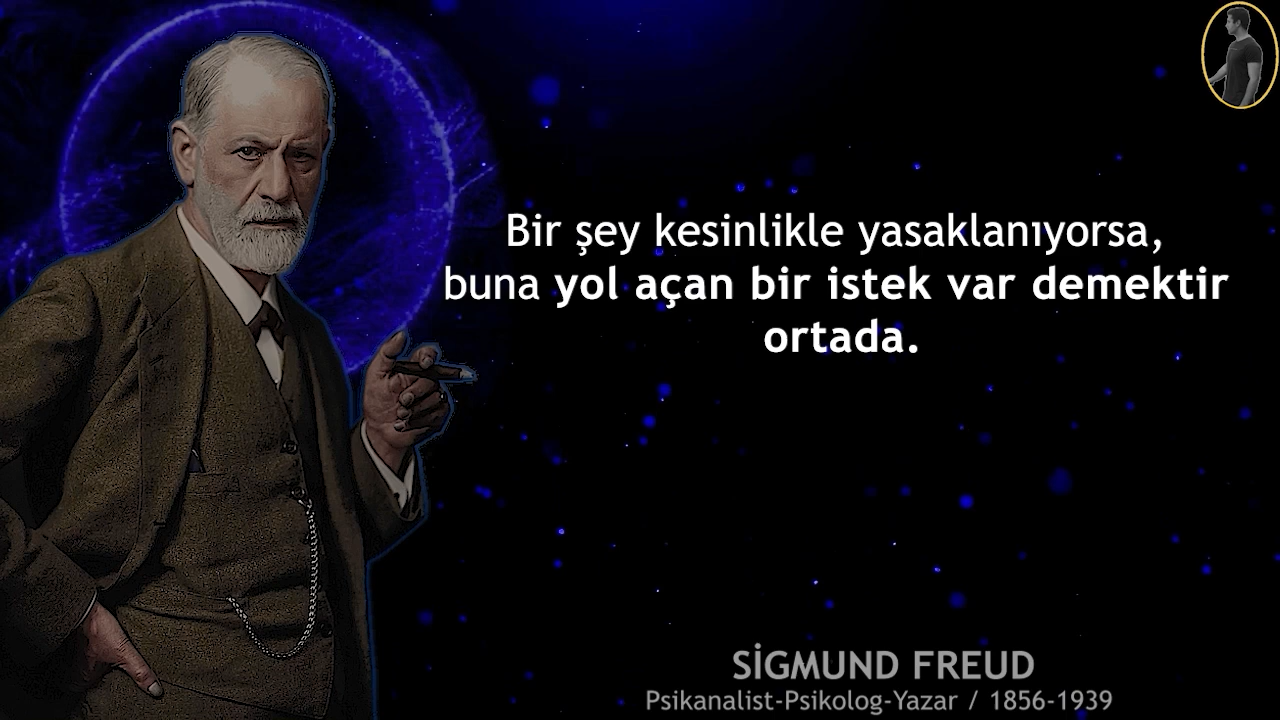 Bir şey kesinlikle yasaklanıyorsa,
buna yol açan bir istek var demektir
ortada.
SİGMUND FREUD
Psikanalist-Psikolog-Yazar / 1856-1939